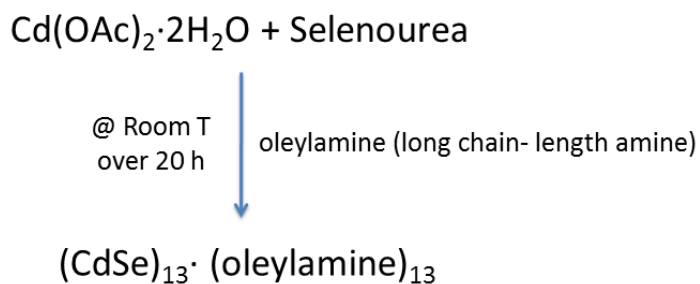 Cd(OAc)₂·2H₂O + Selenourea
@ Room T
over 20 h
oleylamine (long chain- length amine)
(CdSe)₁₃· (oleylamine)₁₃